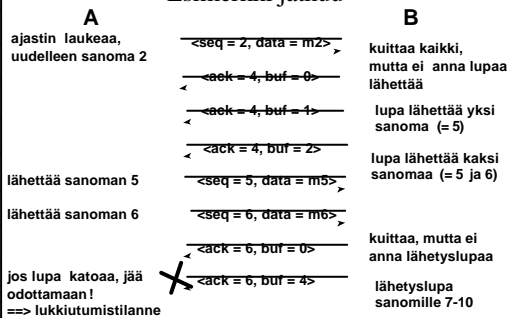 Esimerkki jatkuu
A
B
ajastin laukeaa,
uudelleen sanoma 2
<seq = 2, data = m2>
kuittaa kaikki,
mutta ei anna lupaa
lähettää
<ack = 4, buf = 0>
<ack = 4, buf = 1>
lupa lähettää yksi
sanoma (= 5)
<ack = 4, buf = 2>
lupa lähettää kaksi
sanomaa (= 5 ja 6)
lähettää sanoman 5
<seq = 5, data = m5>
lähettää sanoman 6
<seq = 6, data = m6>
<ack = 6, buf = 0>
kuittaa, mutta ei
anna lähetyslupaa
jos lupa katoaa, jää
odottamaan!
==> lukkiutumistilanne
<ack = 6, buf = 4>
lähetyslupa
sanomille 7-10